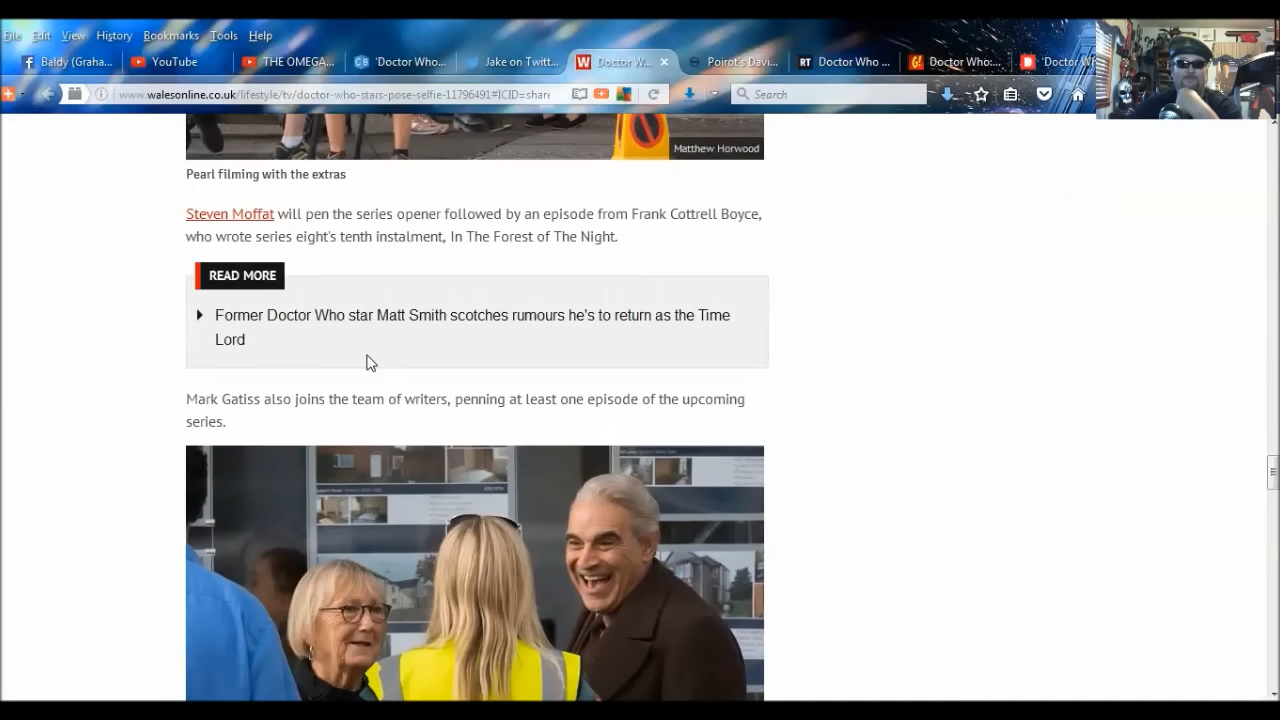 File Edit View History Bookmarks Tools Help
Baldy (Graha... YouTube THE OMEGA... 'Doctor Who... Jake on Twitt... Doctor W... × Poirot's Davi... Doctor Who ... Doctor Who:... 'Doctor Wh
www.walesonline.co.uk/lifestyle/tv/doctor-who-stars-pose-selfie-11796491#ICID=share Search
Matthew Horwood
Pearl filming with the extras
Steven Moffat will pen the series opener followed by an episode from Frank Cottrell Boyce,
who wrote series eight's tenth instalment, In The Forest of The Night.
READ MORE
Former Doctor Who star Matt Smith scotches rumours he's to return as the Time
Lord
Mark Gatiss also joins the team of writers, penning at least one episode of the upcoming
series.